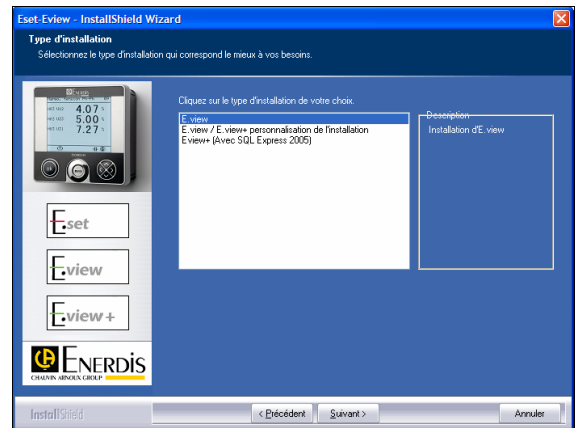 Eset-Eview - InstallShield Wizard
Type d'installation
Sélectionnez le type d'installation qui correspond le mieux à vos besoins.
ENERDIS
4.07
5.00
7.27
Cliquez sur le type d'installation de votre choix.
E.view
E.view / E.view+ personnalisation de l'installation
Eview+ (Avec SQL Express 2005)
Description
Installation d'E.view
E.set
E.view
E.view+
ENERDIS
CHAUVIN ARNOUX GROUP
InstallShield
< Précédent
Suivant >
Annuler